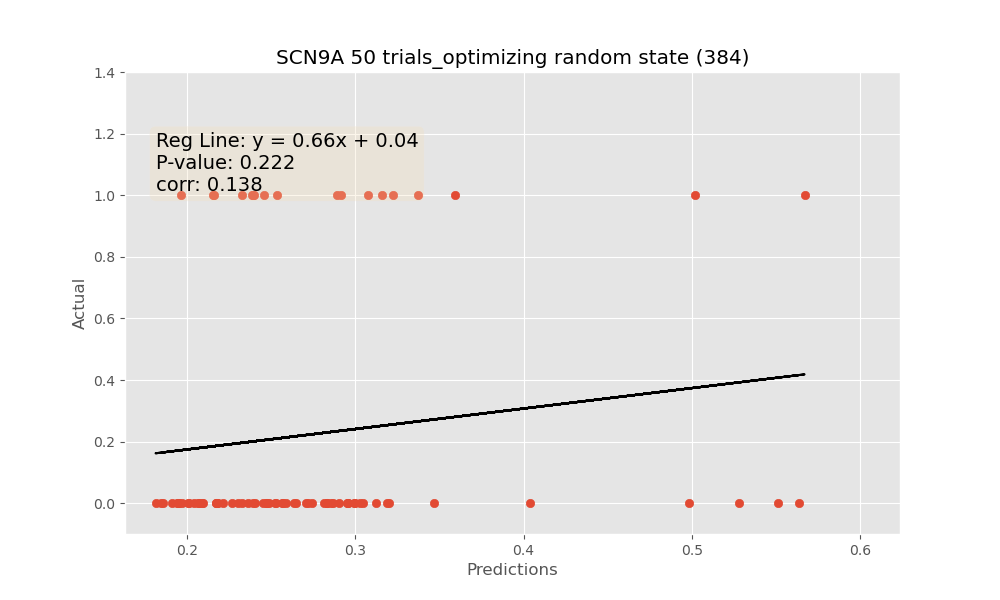 SCN9A 50 trials_optimizing random state (384)
1.4
1.2
1.0
0.8
0.6
0.4
0.2
0.0
Reg Line: y = 0.66x + 0.04
P-value: 0.222
corr: 0.138
Actual
0.2 0.3 0.4 0.5 0.6
Predictions